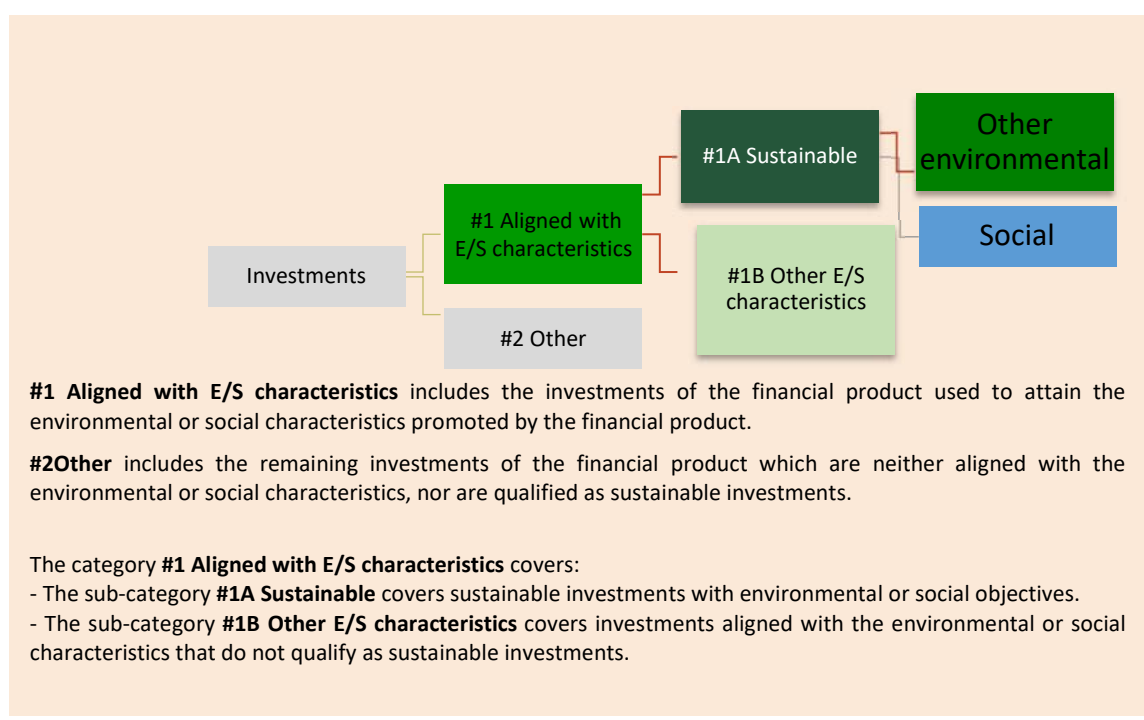 Other
environmental
#1A Sustainable
#1 Aligned with
E/S characteristics
Social
Investments
#1B Other E/S
characteristics
#2 Other
#1 Aligned with E/S characteristics includes the investments of the financial product used to attain the
environmental or social characteristics promoted by the financial product.
#2Other includes the remaining investments of the financial product which are neither aligned with the
environmental or social characteristics, nor are qualified as sustainable investments.
The category #1 Aligned with E/S characteristics covers:
- The sub-category #1A Sustainable covers sustainable investments with environmental or social objectives.
- The sub-category #1B Other E/S characteristics covers investments aligned with the environmental or social
characteristics that do not qualify as sustainable investments.